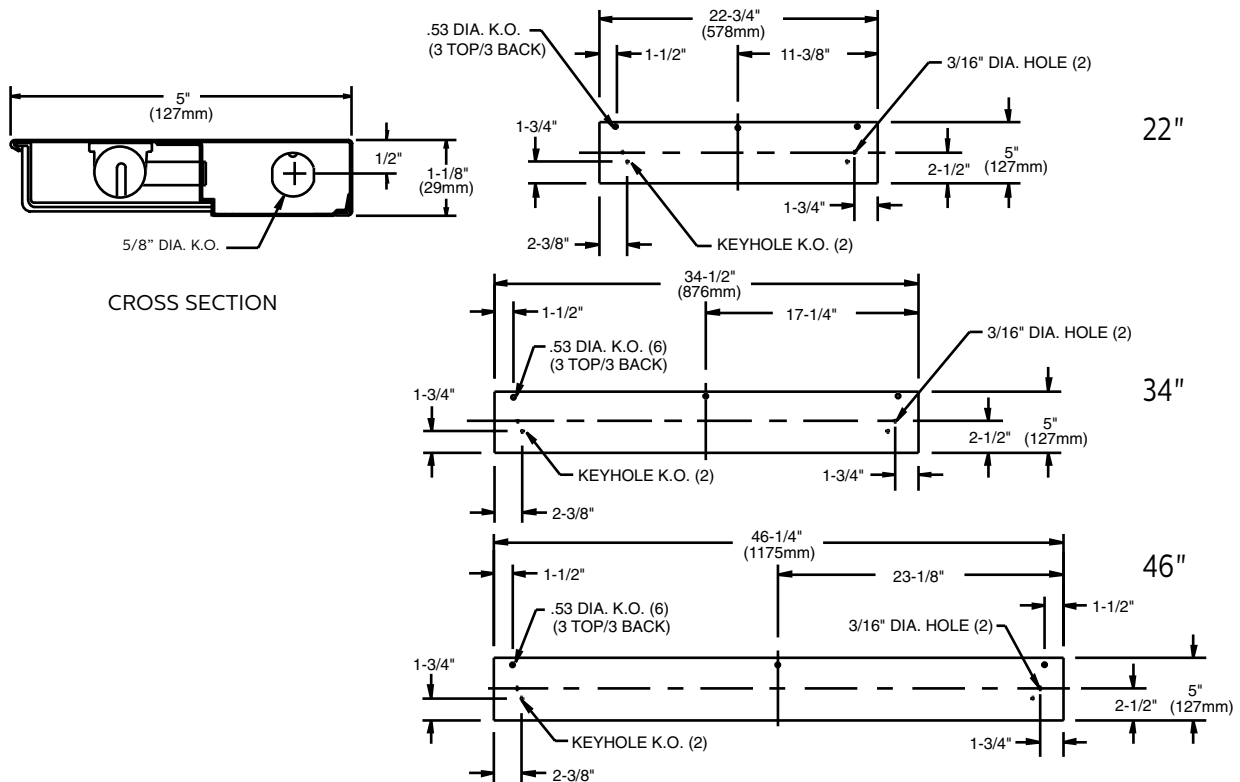 5"
(127mm)
1/2"
1-1/8"
(29mm)
5/8” DIA. K.O.
CROSS SECTION
22-3/4"
(578mm)
.53 DIA. K.O.
(3 TOP/3 BACK)
1-1/2"
11-3/8"
3/16" DIA. HOLE (2)
1-3/4"
2-1/2"
5"
(127mm)
1-3/4"
2-3/8"
KEYHOLE K.O. (2)
22"
34-1/2"
(876mm)
1-1/2"
17-1/4"
.53 DIA. K.O. (6)
(3 TOP/3 BACK)
3/16" DIA. HOLE (2)
1-3/4"
2-1/2"
5"
(127mm)
KEYHOLE K.O. (2)
1-3/4"
2-3/8"
34"
46-1/4"
(1175mm)
1-1/2"
23-1/8"
1-1/2"
.53 DIA. K.O. (6)
(3 TOP/3 BACK)
3/16" DIA. HOLE (2)
1-3/4"
2-1/2"
5"
(127mm)
KEYHOLE K.O. (2)
1-3/4"
2-3/8"
46"